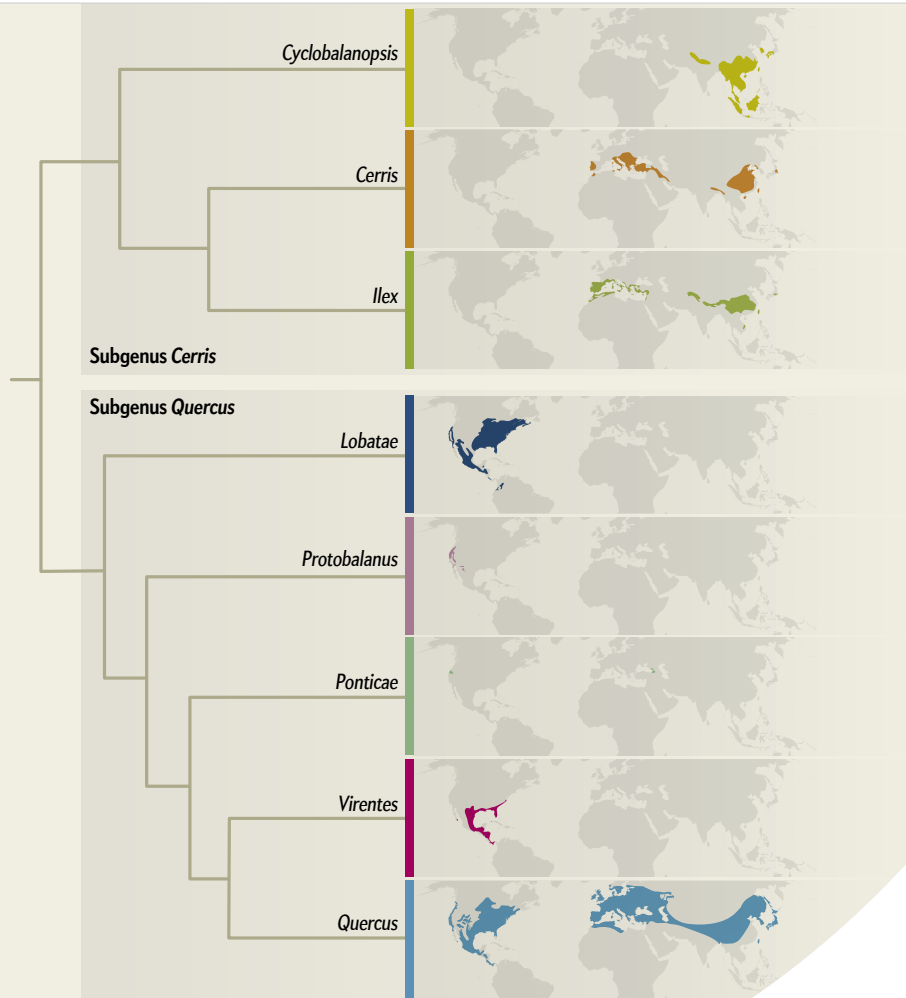 Cyclobalanopsis
Cerris
Ilex
Subgenus Cerris
Subgenus Quercus
Lobatae
Protobalanus
Ponticae
Virentes
Quercus